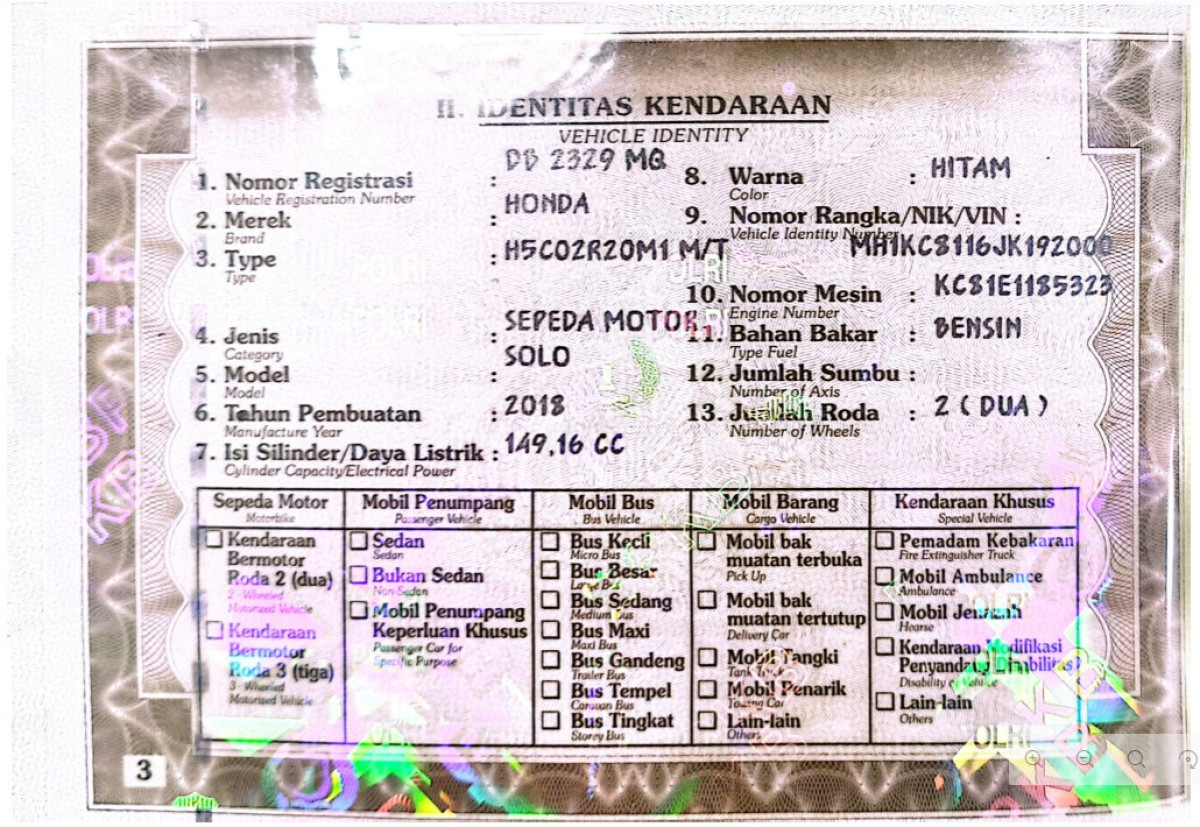 II. IDENTITAS KENDARAAN
VEHICLE IDENTITY
1. Nomor Registrasi : DB 2329 MQ
Vehicle Registration Number
2. Merek : HONDA
Brand
3. Type : H5C02R20M1 M/T
Type
4. Jenis : SEPEDA MOTOR
Category
5. Model : SOLO
Model
6. Tahun Pembuatan : 2018
Manufacture Year
7. Isi Silinder/Daya Listrik : 149,16 CC
Cylinder Capacity/Electrical Power
8. Warna : HITAM
Color
9. Nomor Rangka/NIK/VIN :
Vehicle Identity Number
MH1KC8116JK192000
10. Nomor Mesin : KC81E1185323
Engine Number
11. Bahan Bakar : BENSIN
Type Fuel
12. Jumlah Sumbu :
Number of Axis
13. Jumlah Roda : 2 ( DUA )
Number of Wheels
Sepeda Motor
Motorbike
Kendaraan
Bermotor
Roda 2 (dua)
2 - Wheeled
Motorized Vehicle
Kendaraan
Bermotor
Roda 3 (tiga)
3 - Wheeled
Motorized Vehicle
Mobil Penumpang
Passenger Vehicle
Sedan
Sedan
Bukan Sedan
Non Sedan
Mobil Penumpang
Keperluan Khusus
Passenger Car for
Specific Purpose
Mobil Bus
Bus Vehicle
Bus Kecil
Micro Bus
Bus Besar
Large Bus
Bus Sedang
Medium Bus
Bus Maxi
Maxi Bus
Bus Gandeng
Trailer Bus
Bus Tempel
Caravan Bus
Bus Tingkat
Storey Bus
Mobil Barang
Cargo Vehicle
Mobil bak
muatan terbuka
Pick Up
Mobil bak
muatan tertutup
Delivery Car
Mobil Tangki
Tank Truck
Mobil Penarik
Towing Car
Lain-lain
Others
Kendaraan Khusus
Special Vehicle
Pemadam Kebakaran
Fire Extinguisher Truck
Mobil Ambulance
Ambulance
Mobil Jenazah
Hearse
Kendaraan Modifikasi
Penyandang Disabilitas
Disability of Vehicle
Lain-lain
Others
POLRI
3